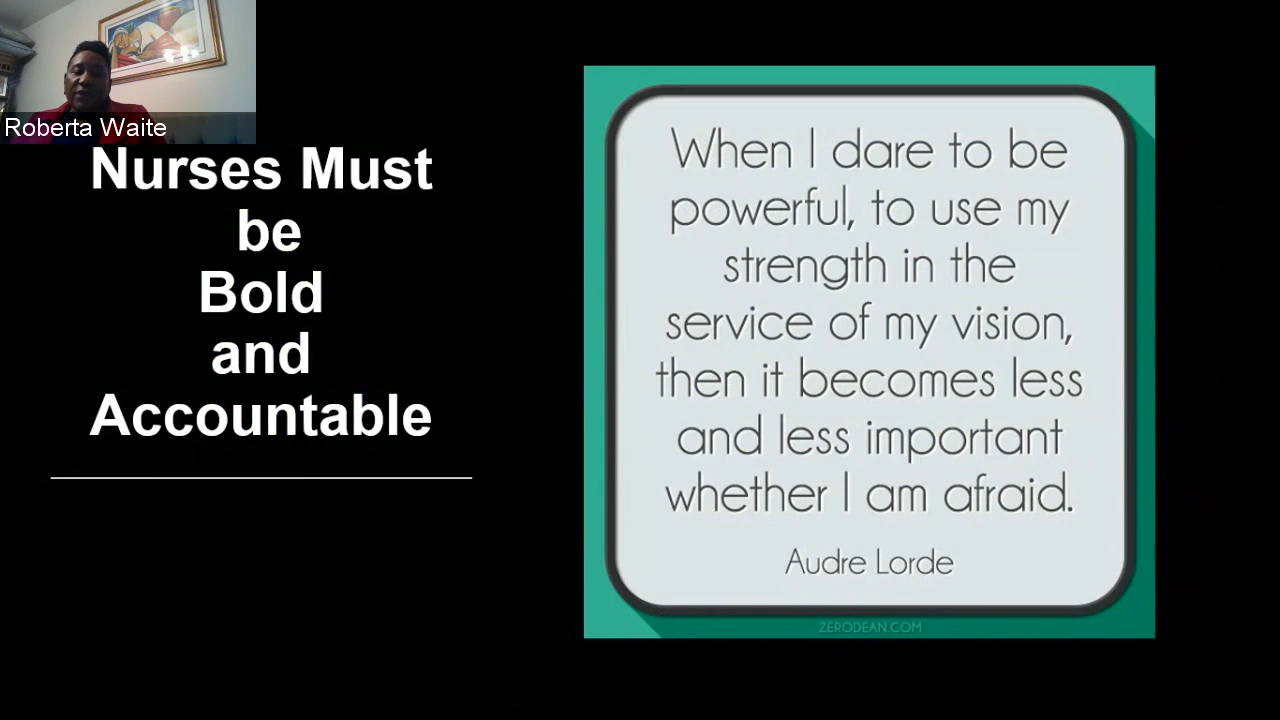 Roberta Waite
Nurses Must
be
Bold
and
Accountable
When I dare to be
powerful, to use my
strength in the
service of my vision,
then it becomes less
and less important
whether I am afraid.
Audre Lorde
ZERODEAN.COM